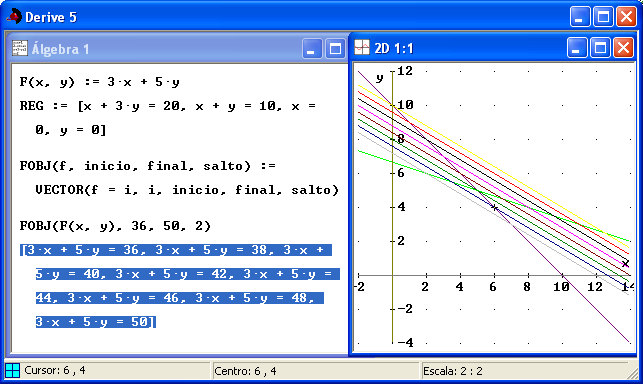 Derive 5
Álgebra 1
F(x, y) := 3·x + 5·y
REG := [x + 3·y = 20, x + y = 10, x =
0, y = 0]
FOBJ(f, inicio, final, salto) :=
VECTOR(f = i, i, inicio, final, salto)
FOBJ(F(x, y), 36, 50, 2)
[3·x + 5·y = 36, 3·x + 5·y = 38, 3·x +
5·y = 40, 3·x + 5·y = 42, 3·x + 5·y =
44, 3·x + 5·y = 46, 3·x + 5·y = 48,
3·x + 5·y = 50]
2D 1:1
y
12
10
8
6
4
2
-2 2 4 6 8 10 12 14
x
-2
-4
Cursor: 6 , 4
Centro: 6 , 4
Escala: 2 : 2